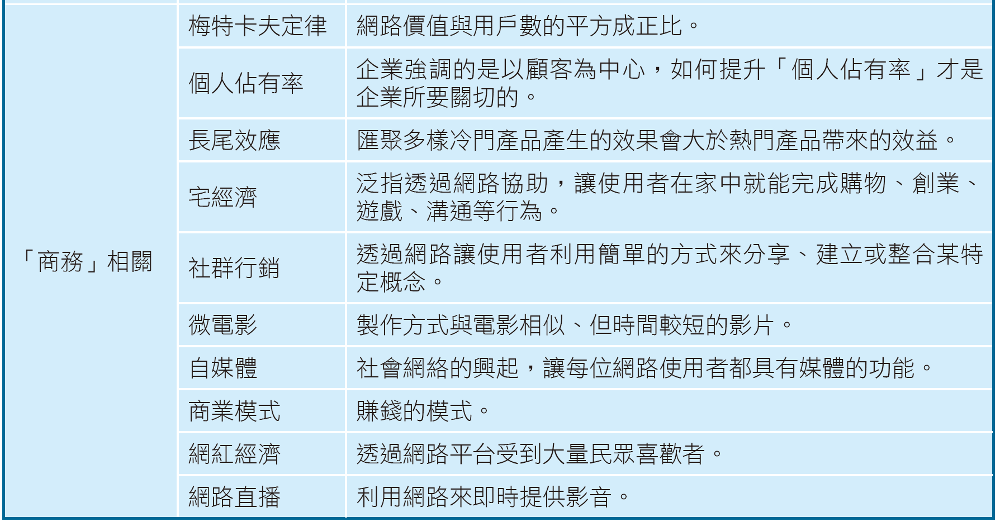 「商務」相關
梅特卡夫定律
網路價值與用戶數的平方成正比。
個人佔有率
企業強調的是以顧客為中心，如何提升「個人佔有率」才是
企業所要關切的。
長尾效應
匯聚多樣冷門產品產生的效果會大於熱門產品帶來的效益。
宅經濟
泛指透過網路協助，讓使用者在家中就能完成購物、創業、
遊戲、溝通等行為。
社群行銷
透過網路讓使用者利用簡單的方式來分享、建立或整合某特
定概念。
微電影
製作方式與電影相似、但時間較短的影片。
自媒體
社會網絡的興起，讓每位網路使用者都具有媒體的功能。
商業模式
賺錢的模式。
網紅經濟
透過網路平台受到大量民眾喜歡者。
網路直播
利用網路來即時提供影音。